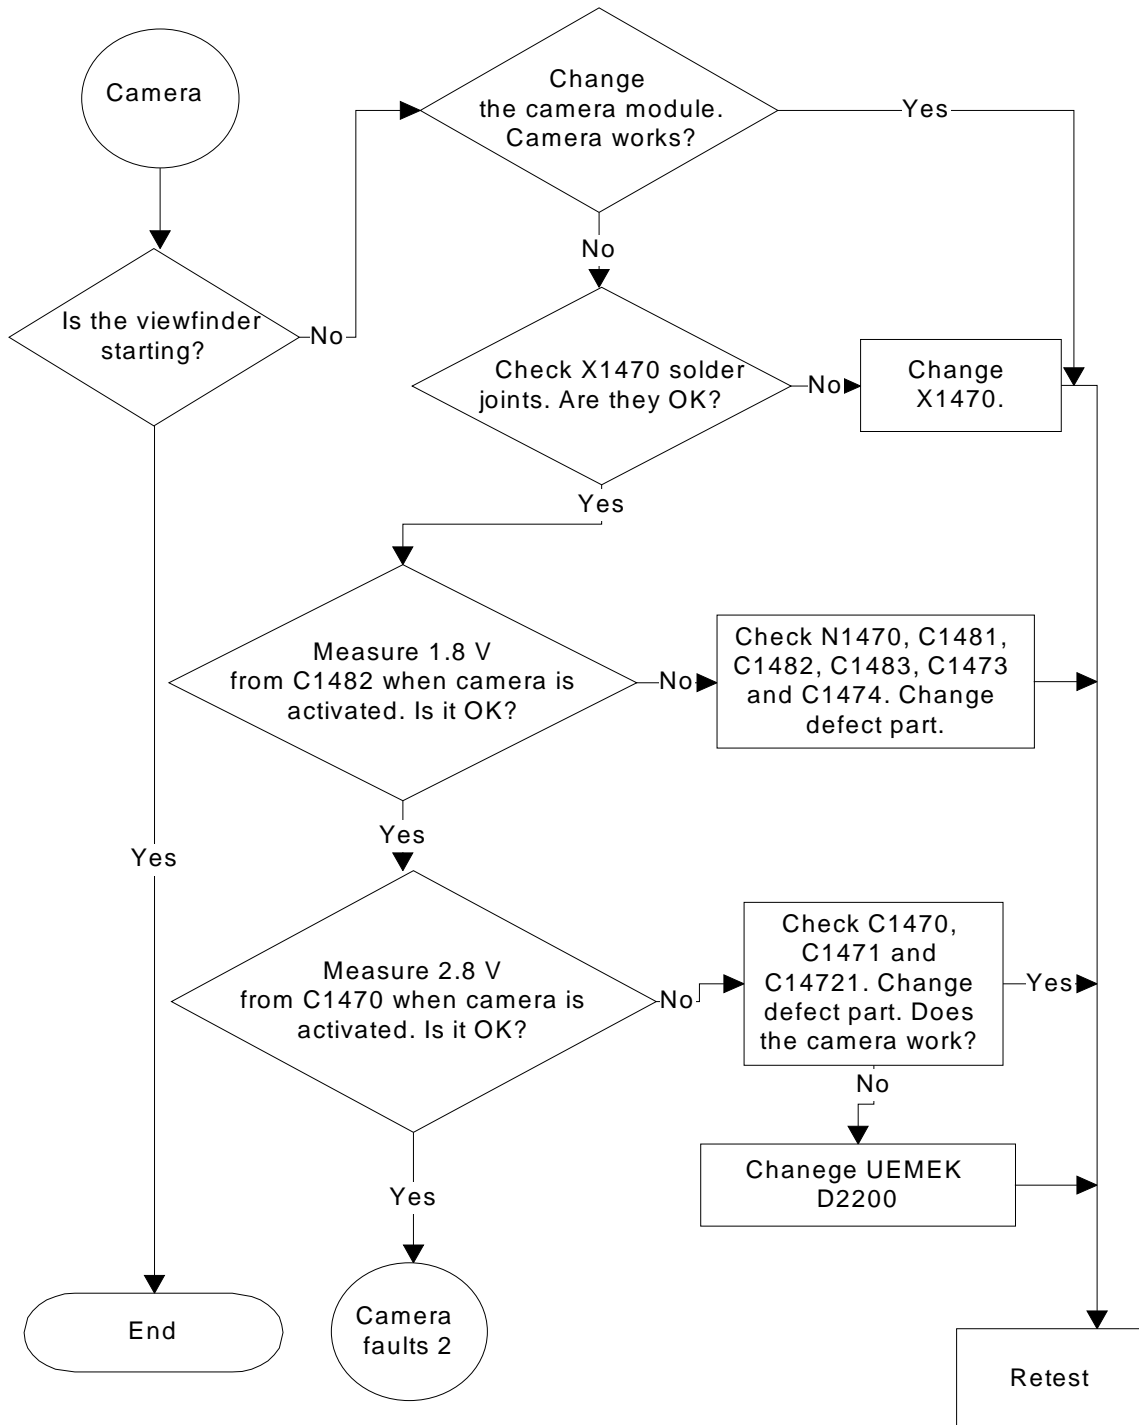 Camera
Change
the camera module.
Camera works?
Yes
No
Is the viewfinder
starting?
No
Check X1470 solder
joints. Are they OK?
No
Change
X1470.
Yes
Measure 1.8 V
from C1482 when camera is
activated. Is it OK?
No
Check N1470, C1481,
C1482, C1483, C1473
and C1474. Change
defect part.
Yes
Yes
Measure 2.8 V
from C1470 when camera is
activated. Is it OK?
No
Check C1470,
C1471 and
C14721. Change
defect part. Does
the camera work?
Yes
No
Chanege UEMEK
D2200
Yes
End
Camera
faults 2
Retest